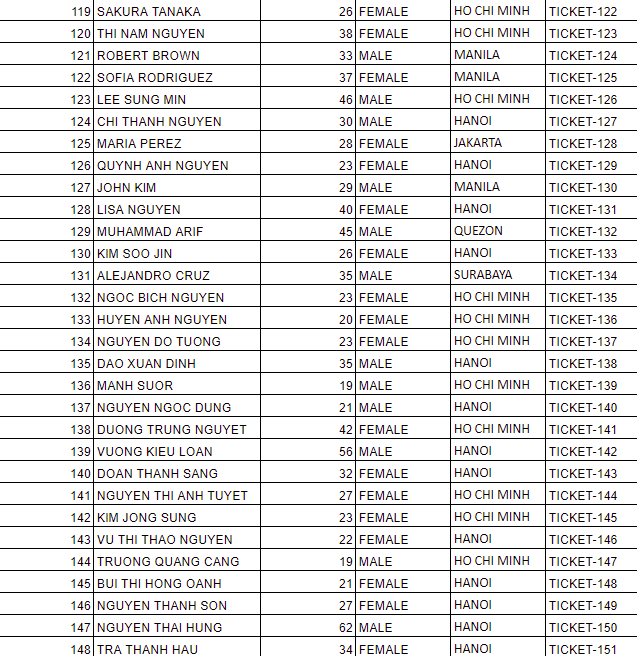 119 SAKURA TANAKA 26 FEMALE HO CHI MINH TICKET-122
120 THI NAM NGUYEN 38 FEMALE HO CHI MINH TICKET-123
121 ROBERT BROWN 33 MALE MANILA TICKET-124
122 SOFIA RODRIGUEZ 37 FEMALE MANILA TICKET-125
123 LEE SUNG MIN 46 MALE HO CHI MINH TICKET-126
124 CHI THANH NGUYEN 30 MALE HANOI TICKET-127
125 MARIA PEREZ 28 FEMALE JAKARTA TICKET-128
126 QUYNH ANH NGUYEN 23 FEMALE HANOI TICKET-129
127 JOHN KIM 29 MALE MANILA TICKET-130
128 LISA NGUYEN 40 FEMALE HANOI TICKET-131
129 MUHAMMAD ARIF 45 MALE QUEZON TICKET-132
130 KIM SOO JIN 26 FEMALE HANOI TICKET-133
131 ALEJANDRO CRUZ 35 MALE SURABAYA TICKET-134
132 NGOC BICH NGUYEN 23 FEMALE HO CHI MINH TICKET-135
133 HUYEN ANH NGUYEN 20 FEMALE HO CHI MINH TICKET-136
134 NGUYEN DO TUONG 23 FEMALE HO CHI MINH TICKET-137
135 DAO XUAN DINH 35 MALE HANOI TICKET-138
136 MANH SUOR 19 MALE HO CHI MINH TICKET-139
137 NGUYEN NGOC DUNG 21 MALE HANOI TICKET-140
138 DUONG TRUNG NGUYET 42 FEMALE HO CHI MINH TICKET-141
139 VUONG KIEU LOAN 56 MALE HANOI TICKET-142
140 DOAN THANH SANG 32 FEMALE HANOI TICKET-143
141 NGUYEN THI ANH TUYET 27 FEMALE HO CHI MINH TICKET-144
142 KIM JONG SUNG 23 FEMALE HO CHI MINH TICKET-145
143 VU THI THAO NGUYEN 22 FEMALE HANOI TICKET-146
144 TRUONG QUANG CANG 19 MALE HO CHI MINH TICKET-147
145 BUI THI HONG OANH 21 FEMALE HANOI TICKET-148
146 NGUYEN THANH SON 27 FEMALE HANOI TICKET-149
147 NGUYEN THAI HUNG 62 MALE HANOI TICKET-150
148 TRA THANH HAU 34 FEMALE HANOI TICKET-151